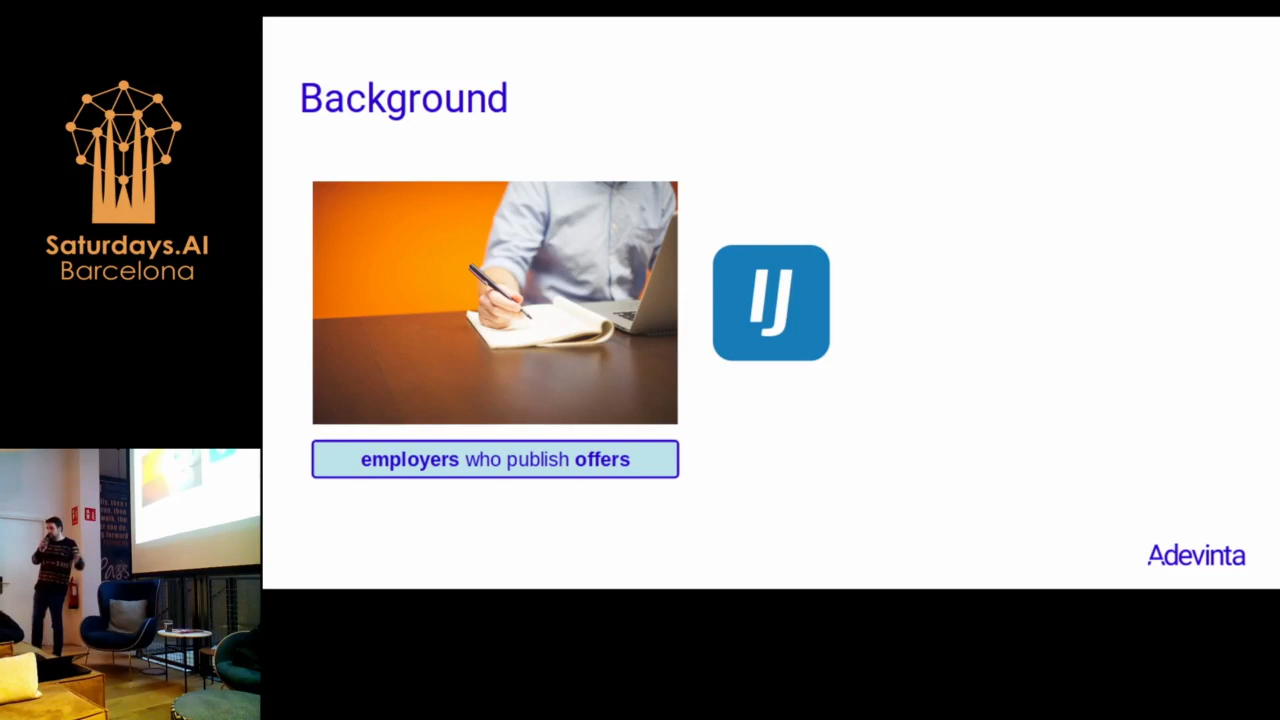 Saturdays.AI
Barcelona
Background
IJ
employers who publish offers
Adevinta